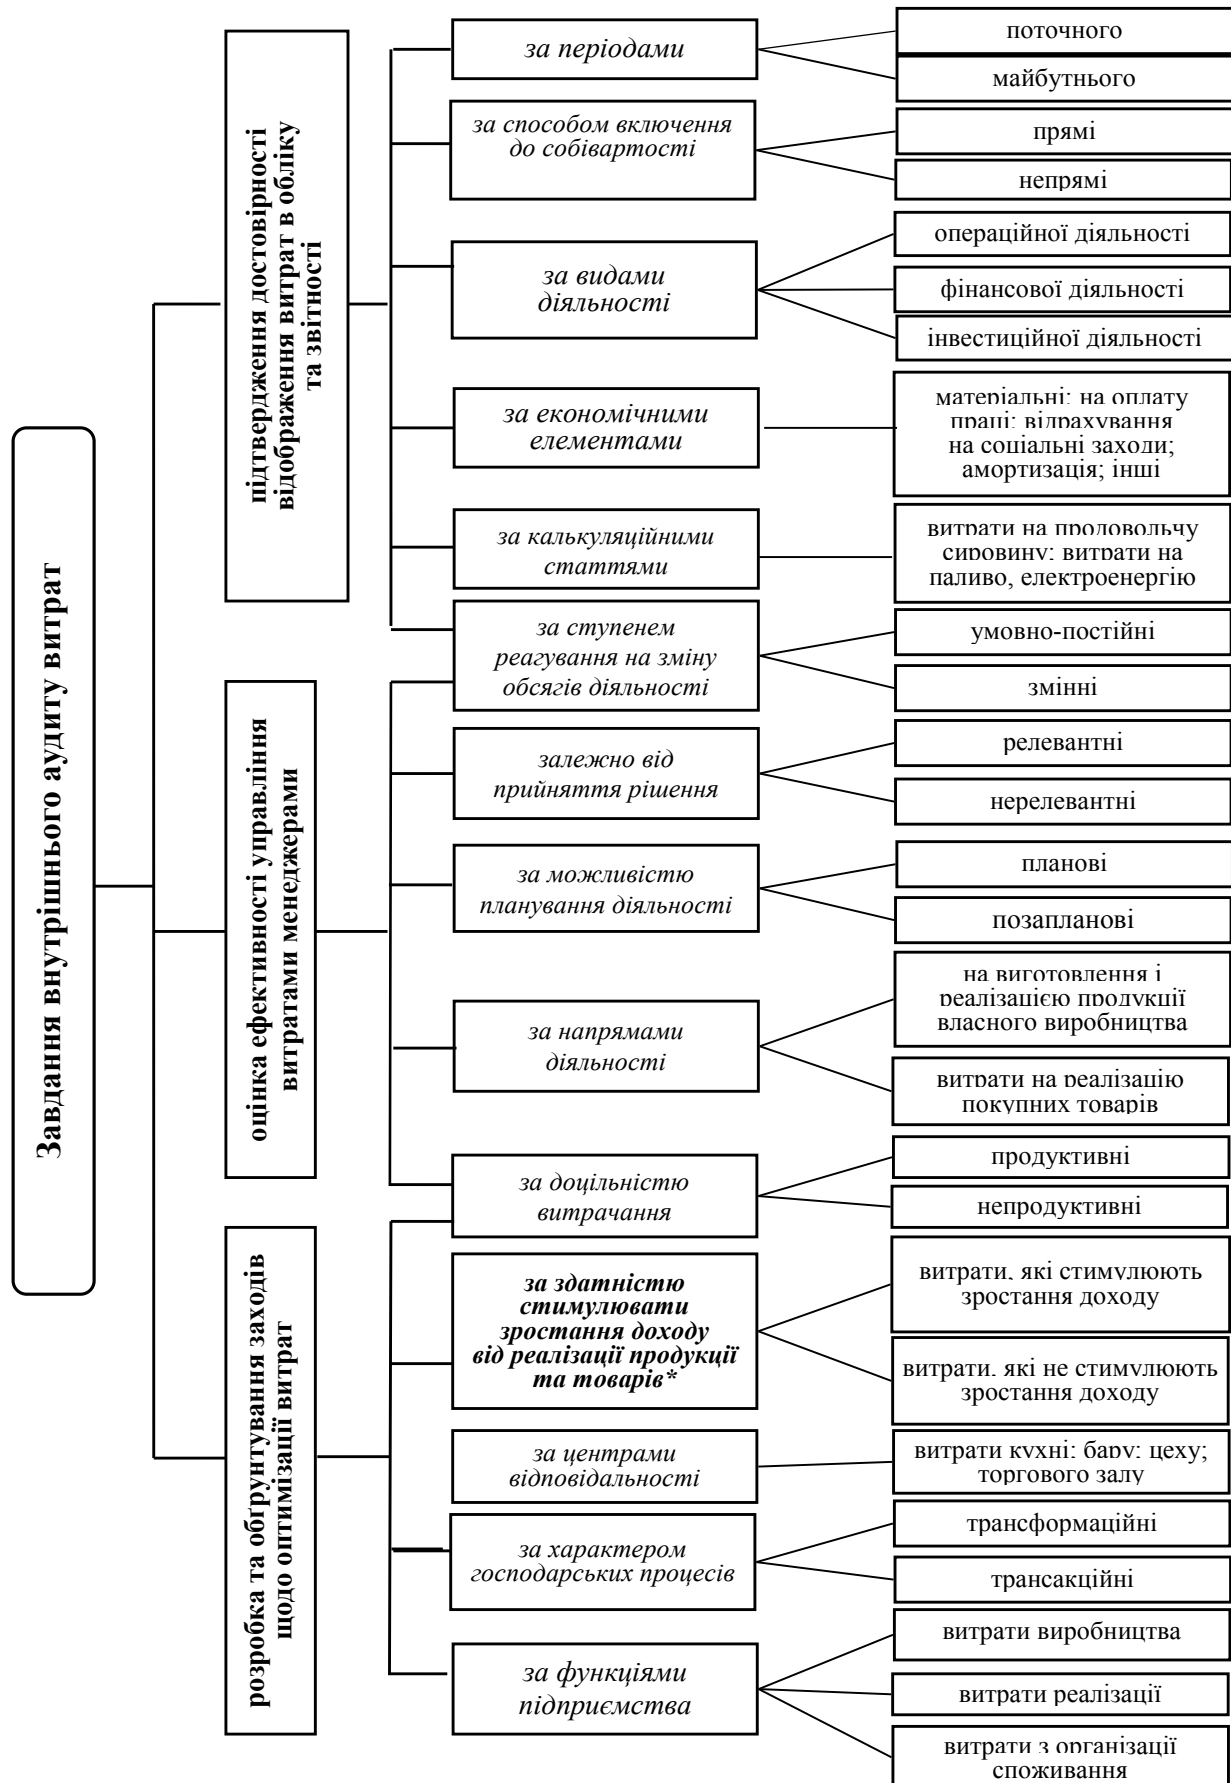 Завдання внутрішнього аудиту витрат
підтвердження достовірності
відображення витрат в обліку
та звітності
за періодами
поточного
майбутнього
за способом включення
до собівартості
прямі
непрямі
за видами
діяльності
операційної діяльності
фінансової діяльності
інвестиційної діяльності
за економічними
елементами
матеріальні; на оплату
праці; відрахування
на соціальні заходи;
амортизація; інші
за калькуляційними
статтями
витрати на продовольчу
сировину; витрати на
паливо, електроенергію
за ступенем
реагування на зміну
обсягів діяльності
умовно-постійні
змінні
оцінка ефективності управління
витратами менеджерами
залежно від
прийняття рішення
релевантні
нерелевантні
за можливістю
планування діяльності
планові
позапланові
за напрямами
діяльності
на виготовлення і
реалізацією продукції
власного виробництва
витрати на реалізацію
покупних товарів
за доцільністю
витрачання
продуктивні
непродуктивні
розробка та обґрунтування заходів
щодо оптимізації витрат
за здатністю
стимулювати
зростання доходу
від реалізації продукції
та товарів*
витрати, які стимулюють
зростання доходу
витрати, які не стимулюють
зростання доходу
за центрами
відповідальності
витрати кухні; бару; цеху;
торгового залу
за характером
господарських процесів
трансформаційні
трансакційні
за функціями
підприємства
витрати виробництва
витрати реалізації
витрати з організації
споживання